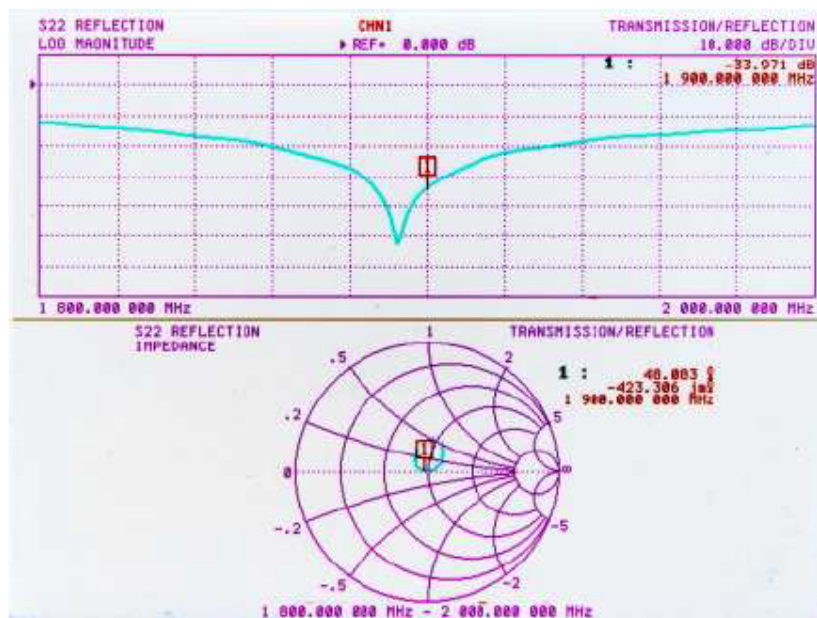 S22 REFLECTION CHN1 TRANSMISSION/REFLECTION
LOG MAGNITUDE ▶ REF= 0.000 dB 10.000 dB/DIV
1 : -33.971 dB
1 900.000 000 MHz
1
1 800.000 000 MHz 2 000.000 000 MHz
S22 REFLECTION 1 TRANSMISSION/REFLECTION
IMPEDANCE
.5 2
1 : 48.083 Ω
-423.306 jmΩ
1 900.000 000 MHz
.2 5
1
0 ∞
-.2 -5
-.5 -2
1 800.000 000 MHz - 2 000.000 000 MHz